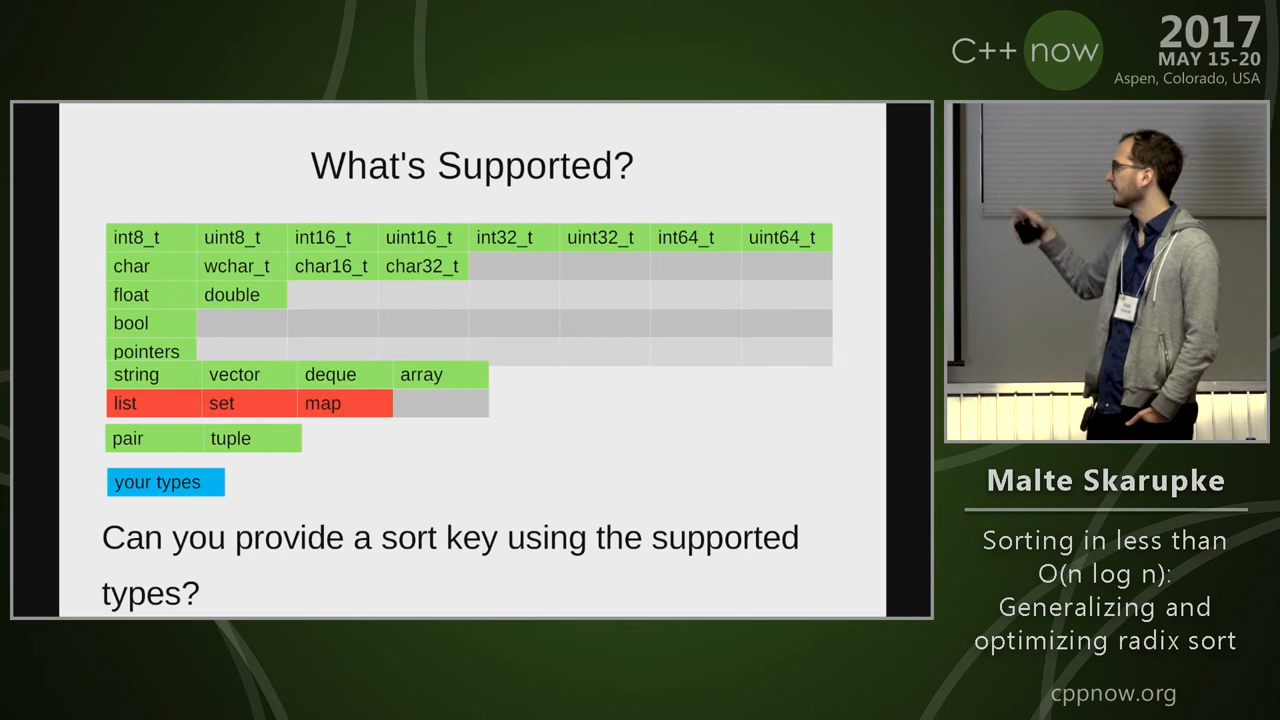 C++ now
2017
MAY 15-20
Aspen, Colorado, USA
What's Supported?
int8_t uint8_t int16_t uint16_t int32_t uint32_t int64_t uint64_t
char wchar_t char16_t char32_t
float double
bool
pointers
string vector deque array
list set map
pair tuple
your types
Can you provide a sort key using the supported
types?
Malte Skarupke
Sorting in less than
O(n log n):
Generalizing and
optimizing radix sort
cppnow.org